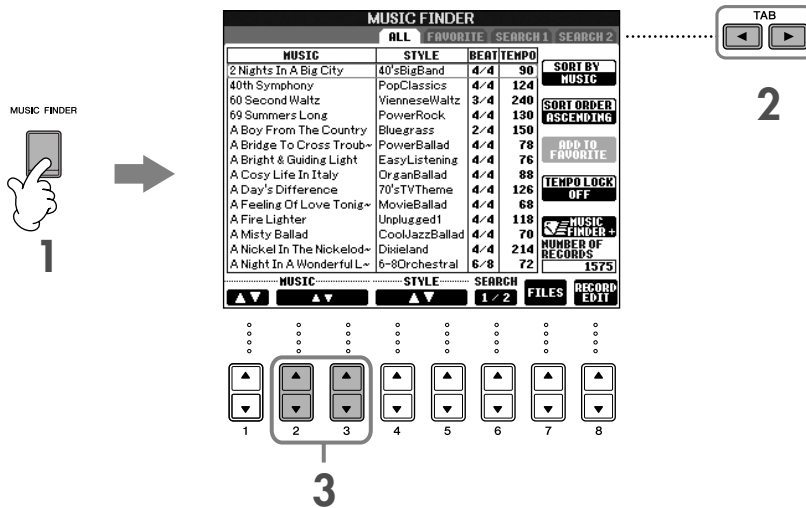 MUSIC FINDER
ALL FAVORITE SEARCH 1 SEARCH 2
TAB
2
MUSIC STYLE BEAT TEMPO
2 Nights In A Big City 40'sBigBand 4/4 90
40th Symphony PopClassics 4/4 124
60 Second Waltz VienneseWaltz 3/4 240
69 Summers Long PowerRock 4/4 130
A Boy From The Country Bluegrass 2/4 150
A Bridge To Cross Troub~ PowerBallad 4/4 78
A Bright & Guiding Light EasyListening 4/4 76
A Cosy Life In Italy OrganBallad 4/4 88
A Day's Difference 70'sTVTheme 4/4 126
A Feeling Of Love Tonig~ MovieBallad 4/4 68
A Fire Lighter Unplugged1 4/4 118
A Misty Ballad CoolJazzBallad 4/4 70
A Nickel In The Nickelod~ Dixieland 4/4 214
A Night In A Wonderful L~ 6-8Orchestral 6/8 72
SORT BY
MUSIC
SORT ORDER
ASCENDING
ADD TO
FAVORITE
TEMPO LOCK
OFF
MUSIC
FINDER +
NUMBER OF
RECORDS
1575
MUSIC STYLE SEARCH
1 / 2
FILES
RECORD
EDIT
MUSIC FINDER
1
1 2 3 4 5 6 7 8
3